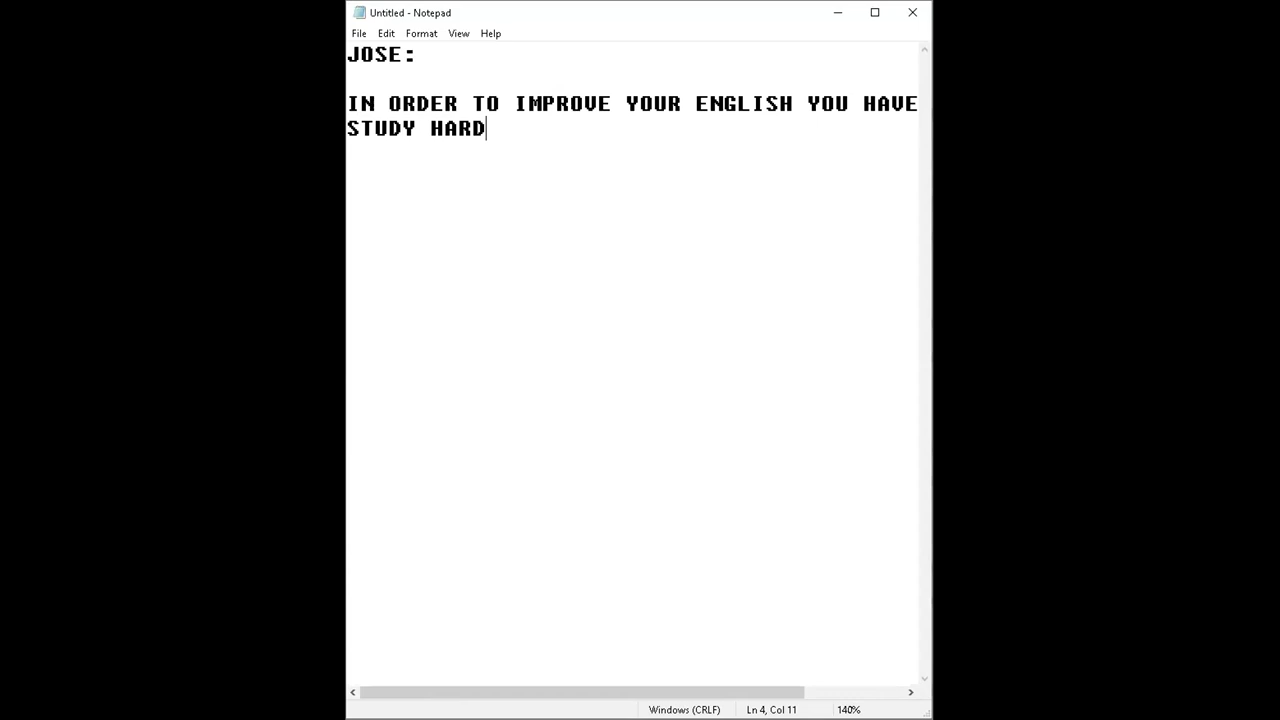 Untitled - Notepad
File Edit Format View Help
JOSE:
IN ORDER TO IMPROVE YOUR ENGLISH YOU HAVE
STUDY HARD
Windows (CRLF) Ln 4, Col 11 140%